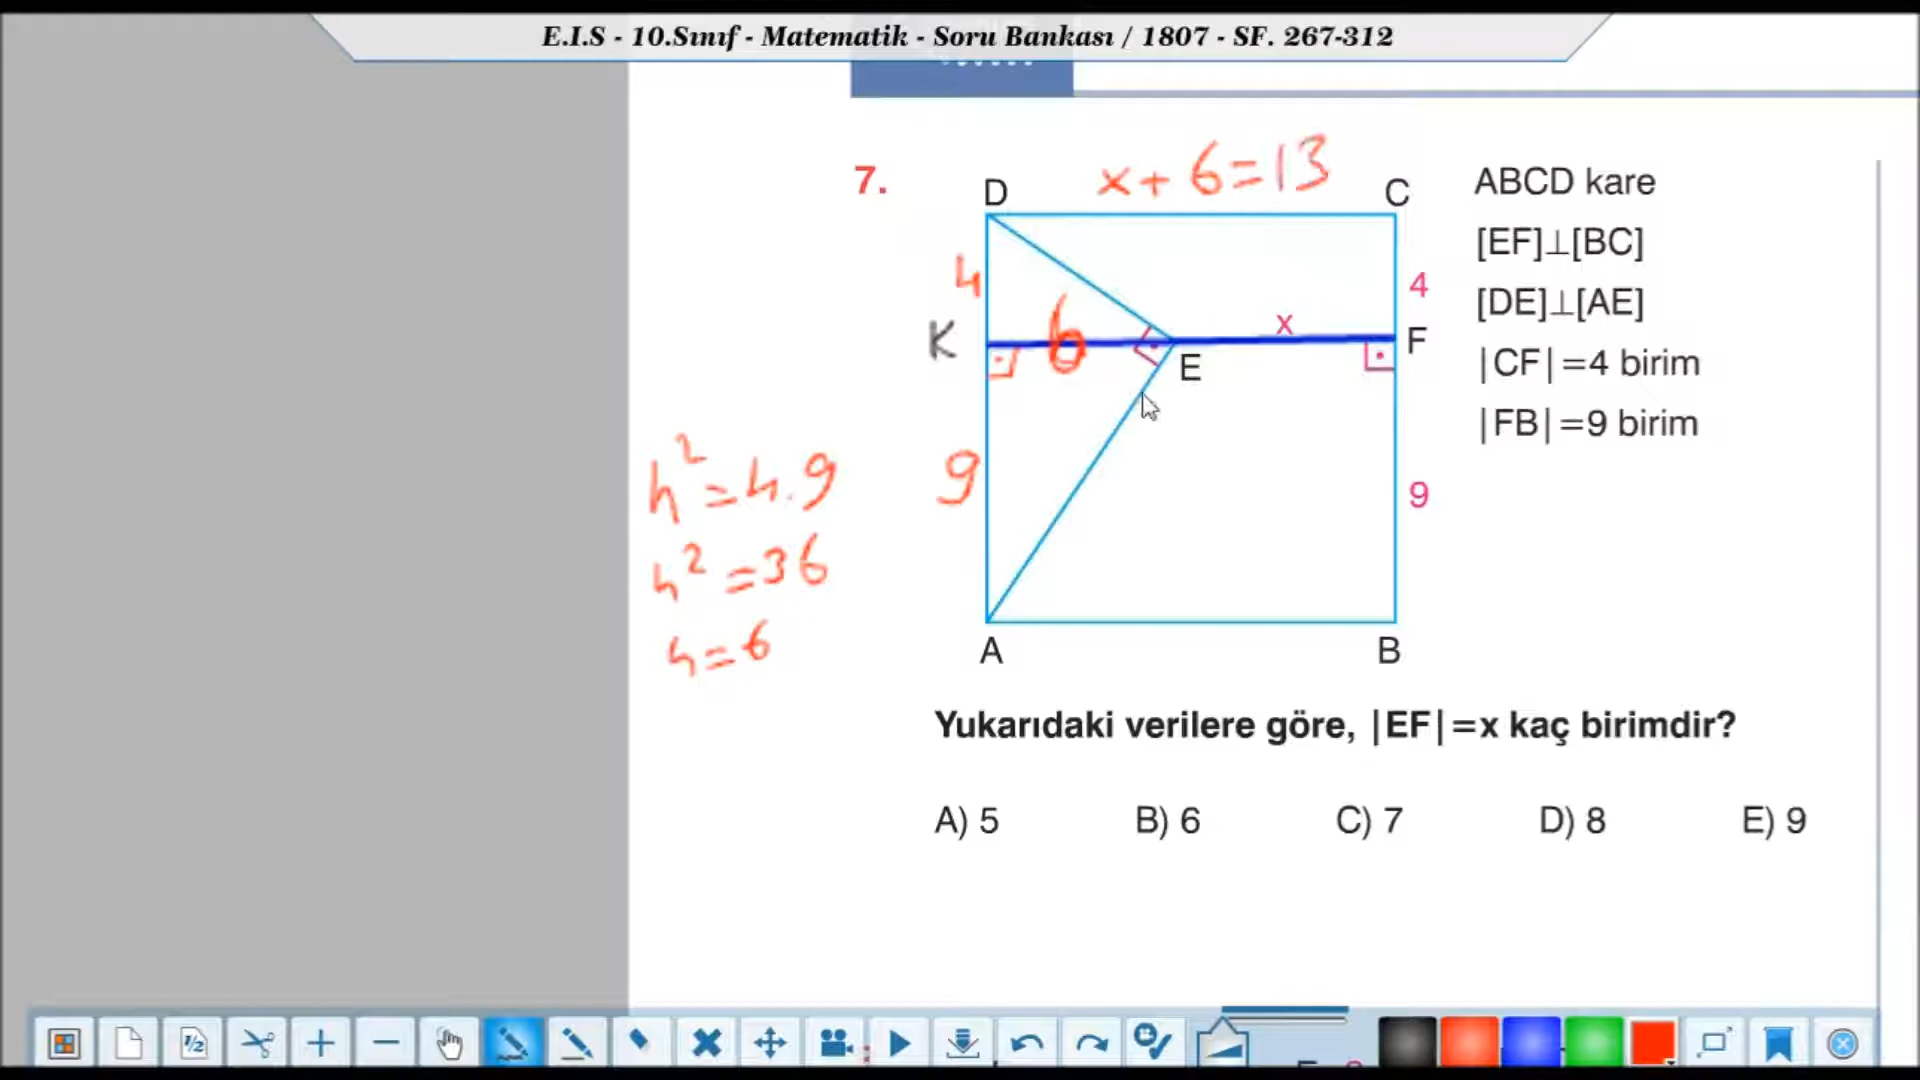 E.I.S - 10.Sınıf - Matematik - Soru Bankası / 1807 - SF. 267-312
7.
x + 6 = 13
D
C
4
4
K
6
x
F
E
9
9
A
B
h² = 4.9
h² = 36
h = 6
ABCD kare
[EF]⊥[BC]
[DE]⊥[AE]
|CF|=4 birim
|FB|=9 birim
Yukarıdaki verilere göre, |EF|=x kaç birimdir?
A) 5 B) 6 C) 7 D) 8 E) 9
1/2